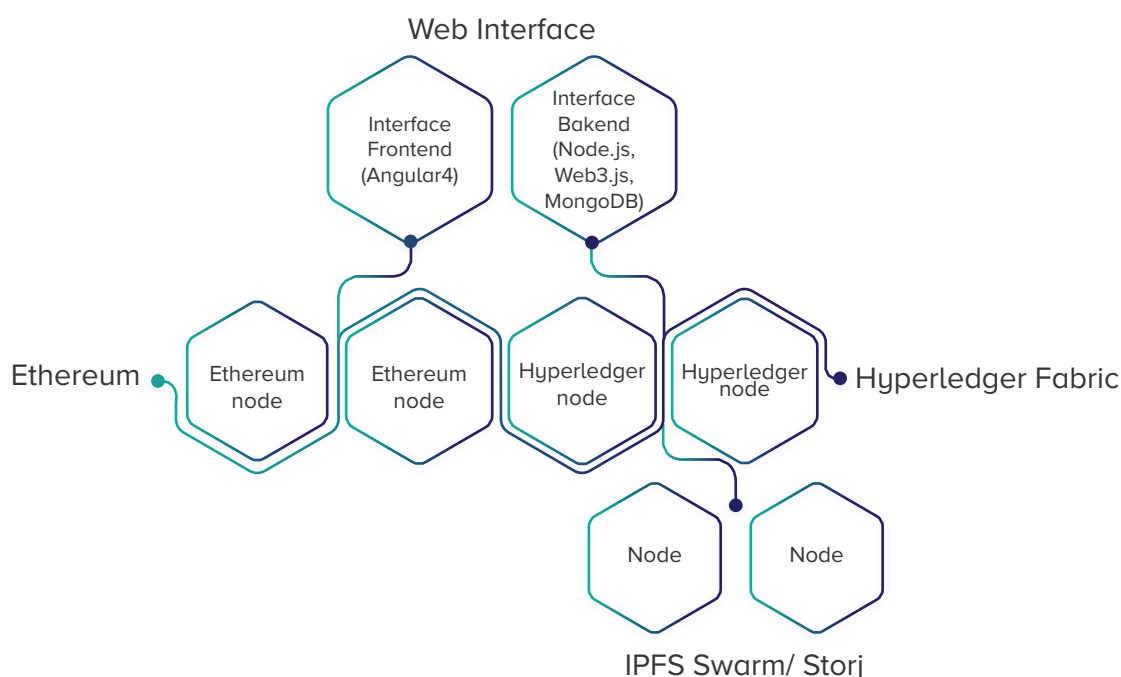 Web Interface
Interface
Frontend
(Angular4)
Interface
Bakend
(Node.js,
Web3.js,
MongoDB)
Ethereum
Ethereum
node
Ethereum
node
Hyperledger
node
Hyperledger
node
Hyperledger Fabric
Node
Node
IPFS Swarm/ Storj